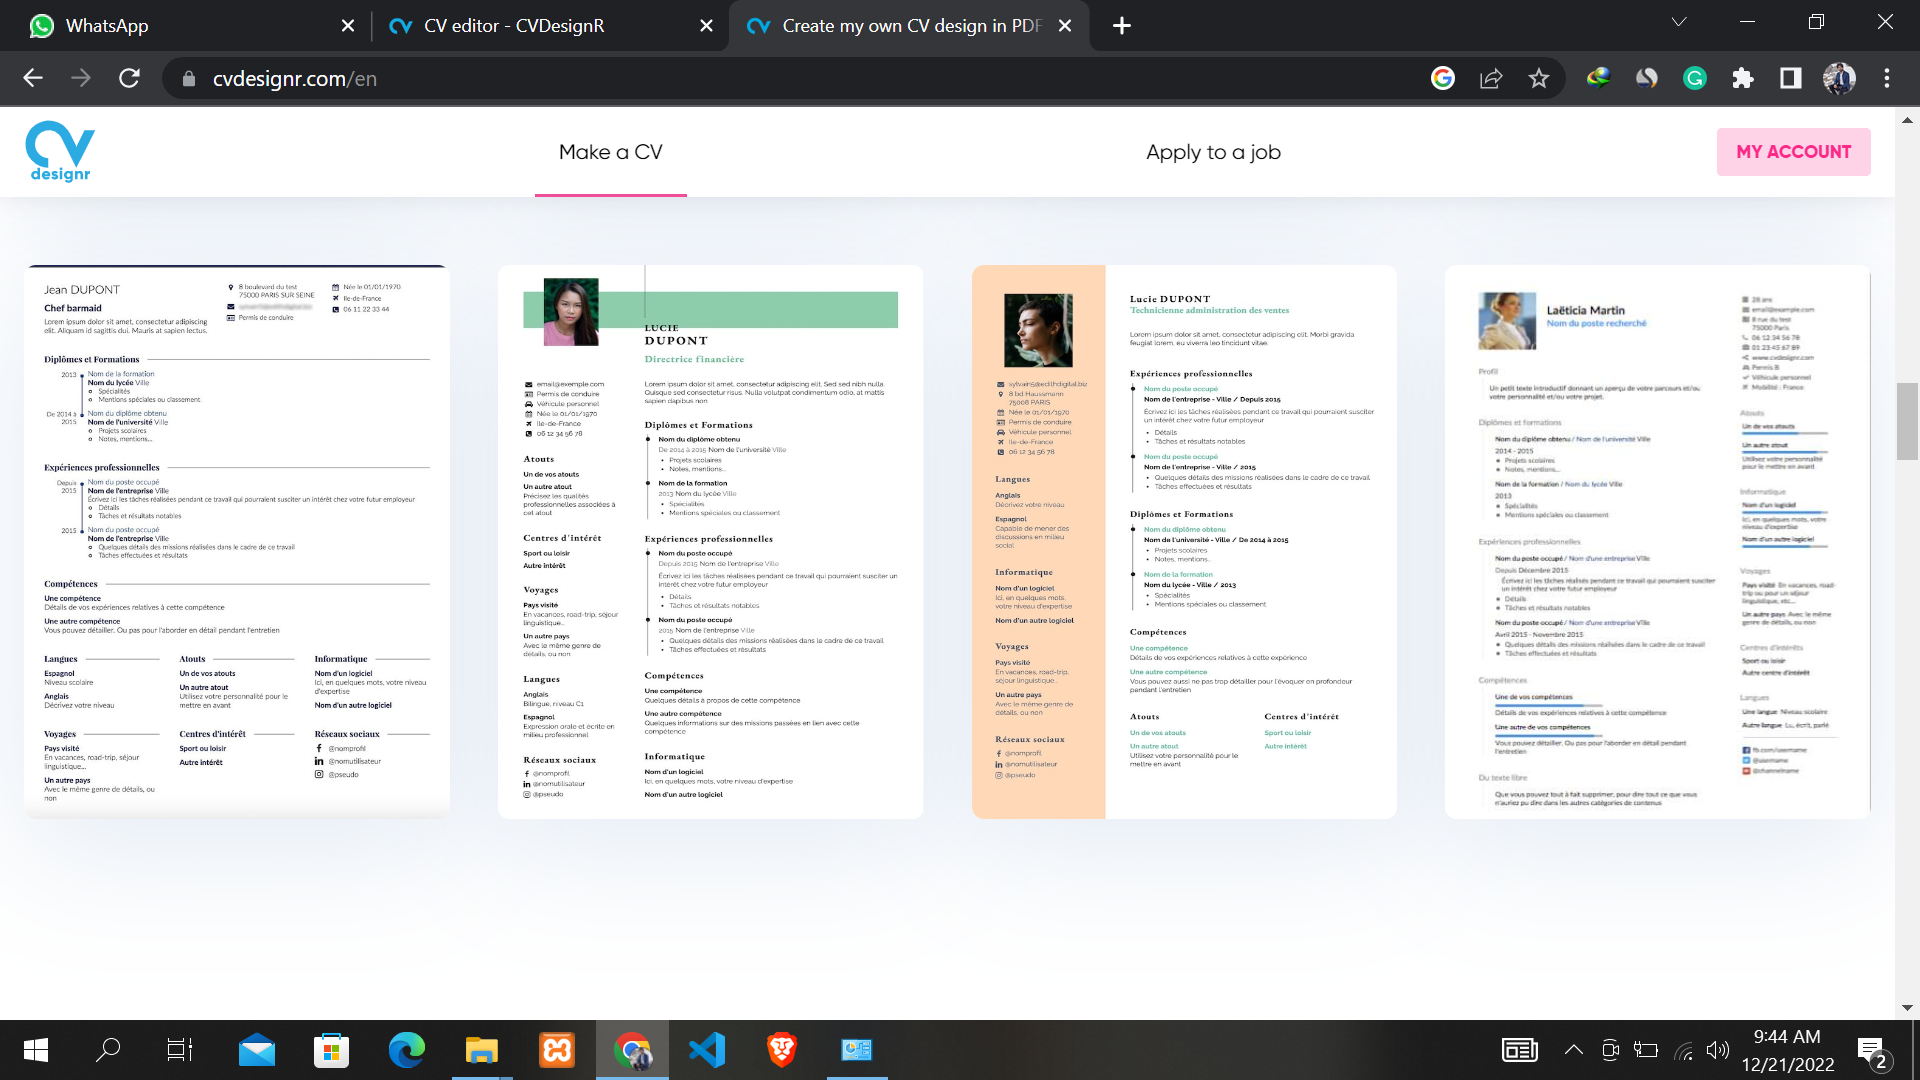 WhatsApp
CV editor - CVDesignR
Create my own CV design in PDF
cvdesignr.com/en
CV designr
Make a CV
Apply to a job
MY ACCOUNT
Jean DUPONT
Chef barmaid
Lorem ipsum dolor sit amet, consectetur adipiscing
elit. Aliquam id sagittis dui. Mauris at sapien lectus.
8 boulevard du test
75000 PARIS SUR SEINE
Permis de conduire
Née le 01/01/1970
Ile-de-France
06 11 22 33 44
Diplômes et Formations
2013
Nom de la formation
Nom du lycée Ville
Spécialités
Mentions spéciales ou classement
De 2014 à
2015
Nom du diplôme obtenu
Nom de l'université Ville
Projets scolaires
Notes, mentions...
Expériences professionnelles
Depuis
2015
Nom du poste occupé
Nom de l'entreprise Ville
Écrivez ici les tâches réalisées pendant ce travail qui pourraient susciter un intérêt chez votre futur employeur
Détails
Tâches et résultats notables
2015
Nom du poste occupé
Nom de l'entreprise Ville
Quelques détails des missions réalisées dans le cadre de ce travail
Tâches effectuées et résultats
Compétences
Une compétence
Détails de vos expériences relatives à cette compétence
Une autre compétence
Vous pouvez détailler. Ou pas pour l'aborder en détail pendant l'entretien
Langues
Espagnol
Niveau scolaire
Anglais
Décrivez votre niveau
Atouts
Un de vos atouts
Un autre atout
Utilisez votre personnalité pour le
mettre en avant
Informatique
Nom d'un logiciel
Ici, en quelques mots, votre niveau
d'expertise
Nom d'un autre logiciel
Voyages
Pays visité
En vacances, road-trip, séjour
linguistique...
Un autre pays
Avec le même genre de détails, ou
non
Centres d'intérêt
Sport ou loisir
Autre intérêt
Réseaux sociaux
@nomprofil
@nomutilisateur
@pseudo
LUCIE
DUPONT
Directrice financière
email@exemple.com
Permis de conduire
Véhicule personnel
Née le 01/01/1970
Ile-de-France
06 12 34 56 78
Atouts
Un de vos atouts
Un autre atout
Précisez les qualités
professionnelles associées à
cet atout
Centres d'intérêt
Sport ou loisir
Autre intérêt
Voyages
Pays visité
En vacances, road-trip, séjour
linguistique...
Un autre pays
Avec le même genre de
détails, ou non
Langues
Anglais
Bilingue, niveau C1
Espagnol
Expression orale et écrite en
milieu professionnel
Réseaux sociaux
@nomprofil
@nomutilisateur
@pseudo
Lorem ipsum dolor sit amet, consectetur adipiscing elit. Sed sed nibh nulla.
Quisque sed consectetur risus. Nulla volutpat condimentum odio, at mattis
sapien dapibus non
Diplômes et Formations
Nom du diplôme obtenu
De 2014 à 2015 Nom de l'université Ville
Projets scolaires
Notes, mentions...
Nom de la formation
2013 Nom du lycée Ville
Spécialités
Mentions spéciales ou classement
Expériences professionnelles
Nom du poste occupé
Depuis 2015 Nom de l'entreprise Ville
Écrivez ici les tâches réalisées pendant ce travail qui pourraient susciter un
intérêt chez votre futur employeur
Détails
Tâches et résultats notables
Nom du poste occupé
2015 Nom de l'entreprise Ville
Quelques détails des missions réalisées dans le cadre de ce travail
Tâches effectuées et résultats
Compétences
Une compétence
Quelques détails à propos de cette compétence
Une autre compétence
Quelques informations sur des missions passées en lien avec cette
compétence
Informatique
Nom d'un logiciel
Ici, en quelques mots, votre niveau d'expertise
Nom d'un autre logiciel
sylvain5@edithdigital.biz
8 bd Haussmann
75008 PARIS
Née le 01/01/1970
Permis de conduire
Véhicule personnel
Ile-de-France
06 12 34 56 78
Langues
Anglais
Décrivez votre niveau
Espagnol
Capable de mener des
discussions en milieu
social
Informatique
Nom d'un logiciel
Ici, en quelques mots,
votre niveau d'expertise
Nom d'un autre logiciel
Voyages
Pays visité
En vacances, road-trip,
séjour linguistique...
Un autre pays
Avec le même genre de
détails, ou non
Réseaux sociaux
@nomprofil
@nomutilisateur
@pseudo
Lucie DUPONT
Technicienne administration des ventes
Lorem ipsum dolor sit amet, consectetur adipiscing elit. Morbi gravida
feugiat lorem, eu viverra leo tincidunt vitae.
Expériences professionnelles
Nom du poste occupé
Nom de l'entreprise - Ville / Depuis 2015
Écrivez ici les tâches réalisées pendant ce travail qui pourraient susciter
un intérêt chez votre futur employeur
Détails
Tâches et résultats notables
Nom du poste occupé
Nom de l'entreprise - Ville / 2015
Quelques détails des missions réalisées dans le cadre de ce travail
Tâches effectuées et résultats
Diplômes et Formations
Nom du diplôme obtenu
Nom de l'université - Ville / De 2014 à 2015
Projets scolaires
Notes, mentions.
Nom de la formation
Nom du lycée - Ville / 2013
Spécialités
Mentions spéciales ou classement
Compétences
Une compétence
Détails de vos expériences relatives à cette expérience
Une autre compétence
Vous pouvez aussi ne pas trop détailler pour l'évoquer en profondeur
pendant l'entretien
Atouts
Un de vos atouts
Un autre atout
Utilisez votre personnalité pour le
mettre en avant
Centres d'intérêt
Sport ou loisir
Autre intérêt
Laëticia Martin
Nom du poste recherché
Profil
Un petit texte introductif donnant un aperçu de votre parcours et/ou
votre personnalité et/ou votre projet.
Diplômes et formations
Nom du diplôme obtenu / Nom de l'université Ville
2014 - 2015
Projets scolaires
Notes, mentions...
Nom de la formation / Nom du lycée Ville
2013
Spécialités
Mentions spéciales ou classement
Expériences professionnelles
Nom du poste occupé / Nom d'une entreprise Ville
Depuis Décembre 2015
Écrivez ici les tâches réalisés pendant ce travail qui pourraient susciter
un intérêt chez votre futur employeur
Détails
Tâches et résultats notables
Nom du poste occupé / Nom d'une entreprise Ville
Avril 2015 - Novembre 2015
Quelques détails des missions réalisées dans le cadre de ce travail
Tâches effectuées et résultats
Compétences
Une de vos compétences
Détails de vos expériences relatives à cette compétence
Une autre de vos compétences
Vous pouvez détailler. Ou pas pour l'aborder en détail pendant
l'entretien
Du texte libre
Que vous pouvez tout à fait supprimer, pour dire tout ce que vous
n'auriez pu dire dans les autres catégories de contenus
28 ans
email@example.com
8 rue du test
75000 Paris
06 12 34 56 78
01 23 45 67 89
www.cvdesignr.com
Permis B
Véhicule personnel
Mobilité : France
Atouts
Un de vos atouts
Un autre atout
Utilisez votre personnalité
pour le mettre en avant
Informatique
Nom d'un logiciel
Ici, en quelques mots, votre
niveau d'expertise
Nom d'un autre logiciel
Voyages
Pays visité En vacances, road-
trip ou pour un séjour
linguistique, etc...
Un autre pays Avec le même
genre de détails, ou non
Centres d'intérêts
Sport ou loisir
Autre centre d'intérêt
Langues
Une langue Niveau scolaire
Autre langue Lu, écrit, parlé
fb.com/username
@username
@channelname
9:44 AM
12/21/2022
2